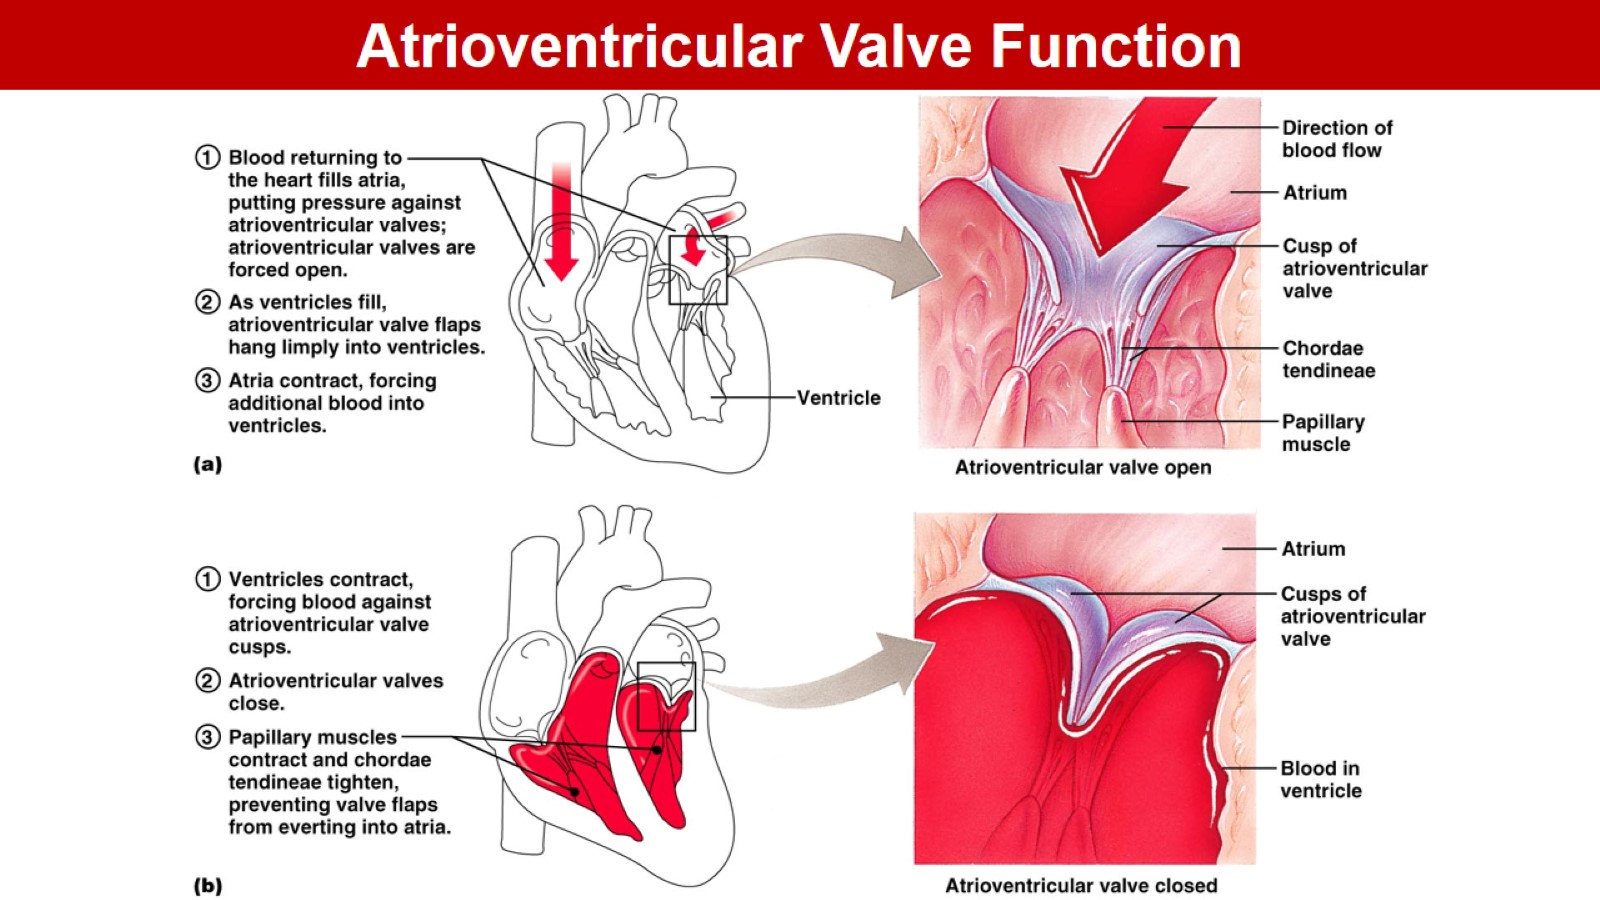 Atrioventricular Valve Function
① Blood returning to
the heart fills atria,
putting pressure against
atrioventricular valves;
atrioventricular valves are
forced open.
② As ventricles fill,
atrioventricular valve flaps
hang limply into ventricles.
③ Atria contract, forcing
additional blood into
ventricles.
(a)
Ventricle
Direction of
blood flow
Atrium
Cusp of
atrioventricular
valve
Chordae
tendineae
Papillary
muscle
Atrioventricular valve open
① Ventricles contract,
forcing blood against
atrioventricular valve
cusps.
② Atrioventricular valves
close.
③ Papillary muscles
contract and chordae
tendineae tighten,
preventing valve flaps
from everting into atria.
(b)
Atrium
Cusps of
atrioventricular
valve
Blood in
ventricle
Atrioventricular valve closed